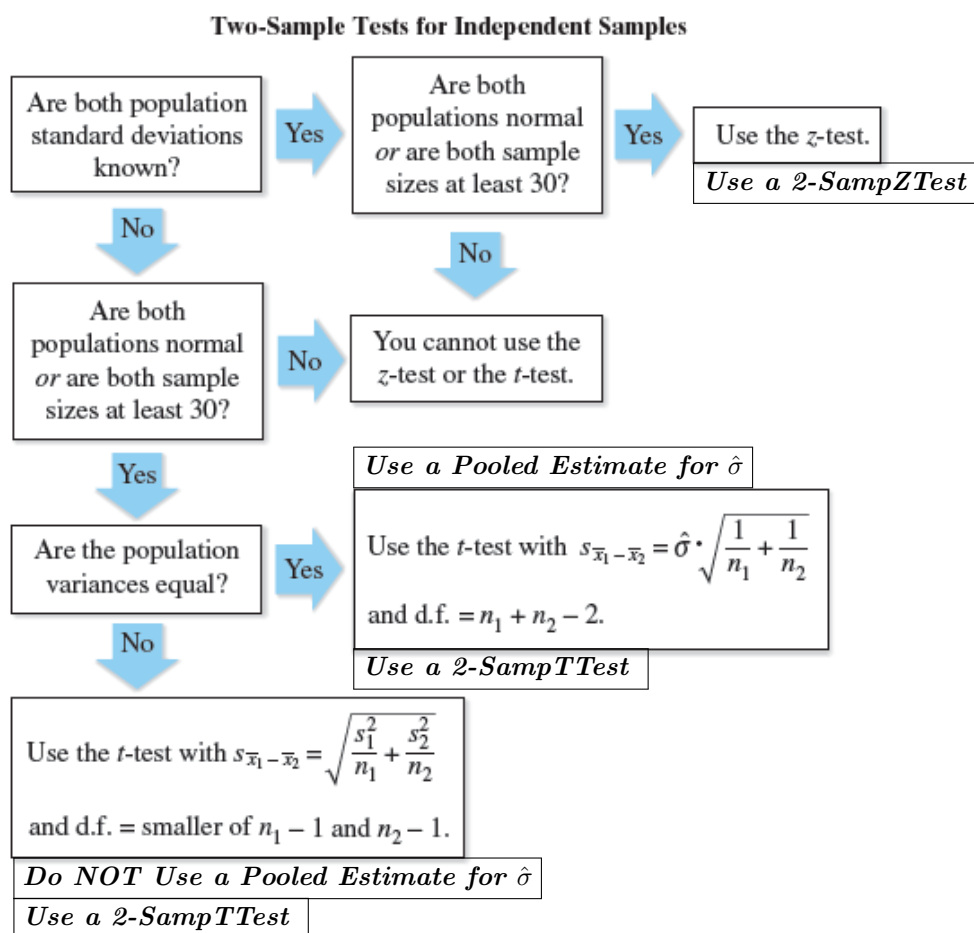 Two-Sample Tests for Independent Samples
Are both population
standard deviations
known?
Yes
Are both
populations normal
or are both sample
sizes at least 30?
Yes
Use the z-test.
Use a 2-SampZTest
No
No
Are both
populations normal
or are both sample
sizes at least 30?
No
You cannot use the
z-test or the t-test.
Yes
Use a Pooled Estimate for σ̂
Are the population
variances equal?
Yes
Use the t-test with s_{x̄₁ − x̄₂} = σ̂ · √(1/n₁ + 1/n₂)
and d.f. = n₁ + n₂ − 2.
Use a 2-SampTTest
No
Use the t-test with s_{x̄₁ − x̄₂} = √(s₁²/n₁ + s₂²/n₂)
and d.f. = smaller of n₁ − 1 and n₂ − 1.
Do NOT Use a Pooled Estimate for σ̂
Use a 2-SampTTest